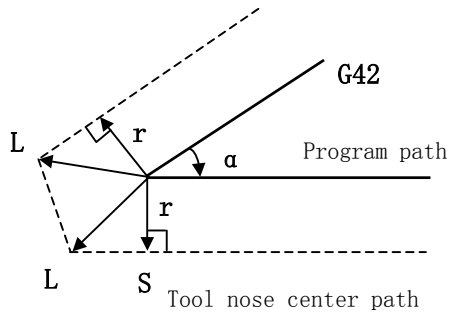 G42
r
L
α
Program path
r
L
S
Tool nose center path